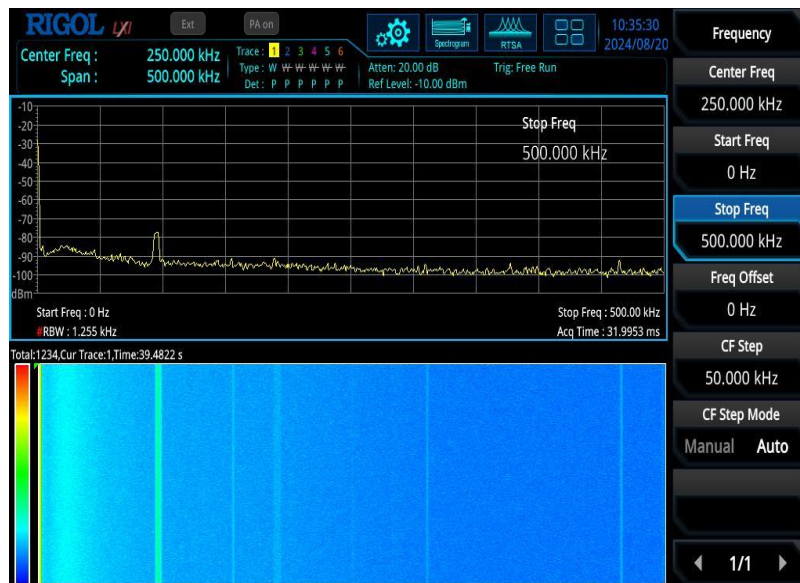 RIGOL LXI Ext PA on
Spectrogram RTSA
10:35:30
2024/08/20
Center Freq : 250.000 kHz
Span : 500.000 kHz
Trace : 1 2 3 4 5 6
Type : W W W W W W
Det : P P P P P P
Atten: 20.00 dB
Ref Level: -10.00 dBm
Trig: Free Run
-10
-20
-30
-40
-50
-60
-70
-80
-90
-100
dBm
Stop Freq
500.000 kHz
Start Freq : 0 Hz
Stop Freq : 500.00 kHz
#RBW : 1.255 kHz
Acq Time : 31.9953 ms
Total:1234,Cur Trace:1,Time:39.4822 s
Frequency
Center Freq
250.000 kHz
Start Freq
0 Hz
Stop Freq
500.000 kHz
Freq Offset
0 Hz
CF Step
50.000 kHz
CF Step Mode
Manual Auto
1/1